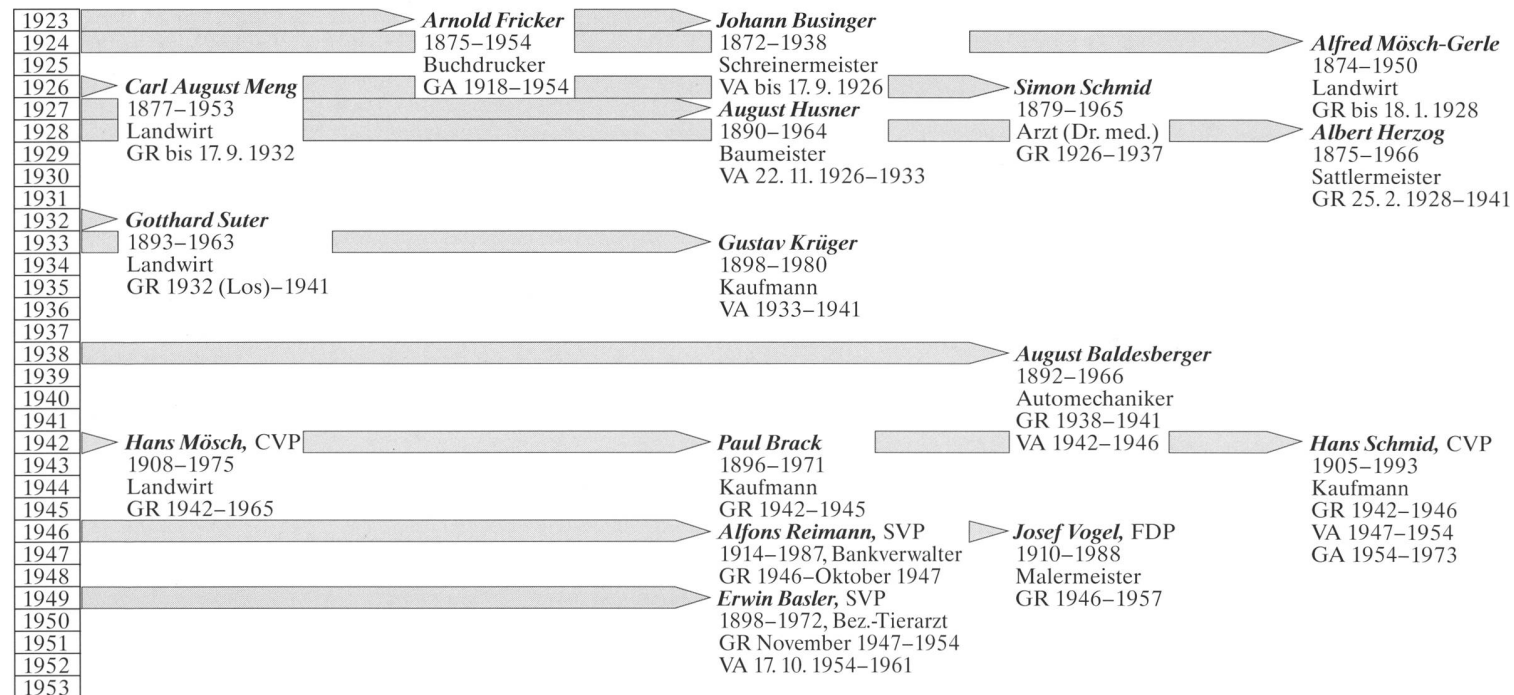 1923
1924
1925
1926
1927
1928
1929
1930
1931
1932
1933
1934
1935
1936
1937
1938
1939
1940
1941
1942
1943
1944
1945
1946
1947
1948
1949
1950
1951
1952
1953
Carl August Meng
1877–1953
Landwirt
GR bis 17. 9. 1932
Gotthard Suter
1893–1963
Landwirt
GR 1932 (Los)–1941
Hans Mösch, CVP
1908–1975
Landwirt
GR 1942–1965
Arnold Fricker
1875–1954
Buchdrucker
GA 1918–1954
Johann Businger
1872–1938
Schreinermeister
VA bis 17. 9. 1926
August Husner
1890–1964
Baumeister
VA 22. 11. 1926–1933
Gustav Krüger
1898–1980
Kaufmann
VA 1933–1941
Paul Brack
1896–1971
Kaufmann
GR 1942–1945
Alfons Reimann, SVP
1914–1987, Bankverwalter
GR 1946–Oktober 1947
Erwin Basler, SVP
1898–1972, Bez.-Tierarzt
GR November 1947–1954
VA 17. 10. 1954–1961
Simon Schmid
1879–1965
Arzt (Dr. med.)
GR 1926–1937
August Baldesberger
1892–1966
Automechaniker
GR 1938–1941
VA 1942–1946
Josef Vogel, FDP
1910–1988
Malermeister
GR 1946–1957
Alfred Mösch-Gerle
1874–1950
Landwirt
GR bis 18. 1. 1928
Albert Herzog
1875–1966
Sattlermeister
GR 25. 2. 1928–1941
Hans Schmid, CVP
1905–1993
Kaufmann
GR 1942–1946
VA 1947–1954
GA 1954–1973